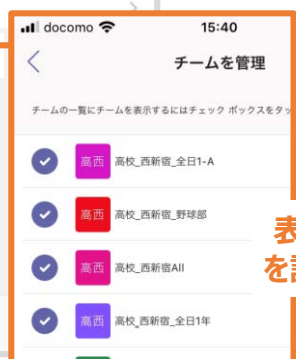 docomo 15:40
チームを管理
チームの一覧にチームを表示するにはチェック ボックスをタッ
高西 高校_西新宿_全日1-A
高西 高校_西新宿_野球部
高西 高校_西新宿All
高西 高校_西新宿_全日1年
表
を